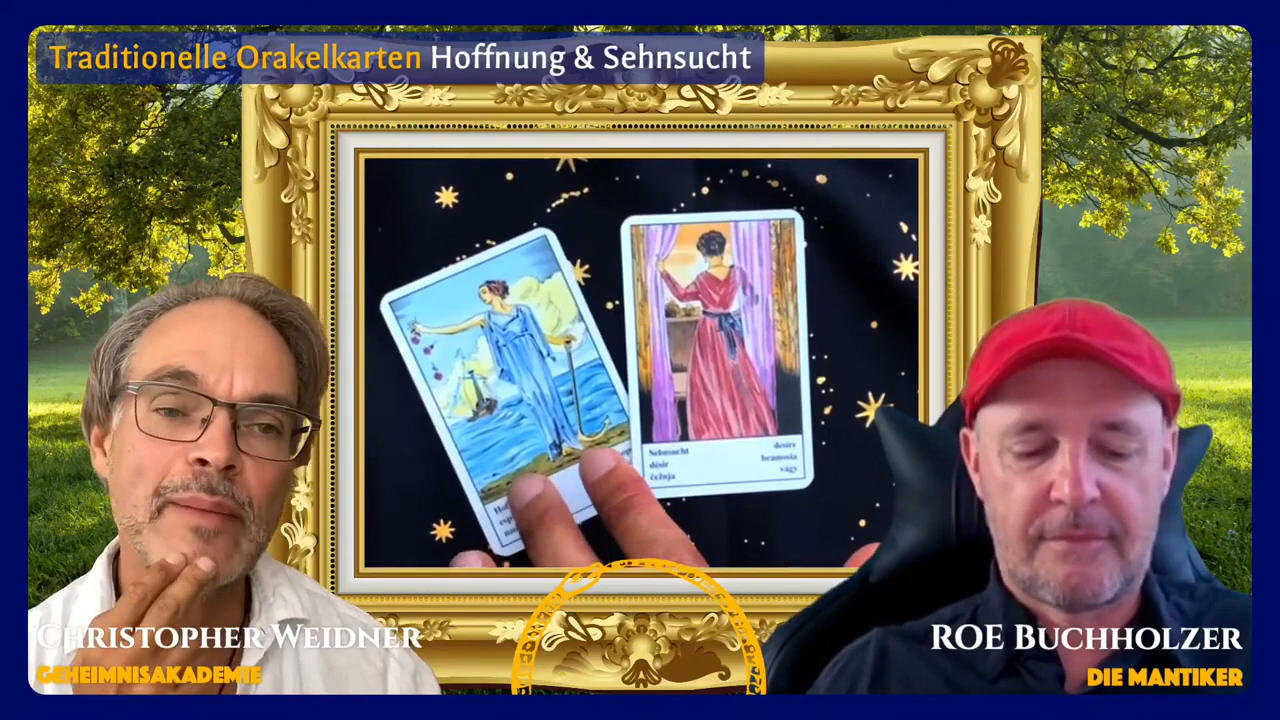 Traditionelle Orakelkarten Hoffnung & Sehnsucht
Sehnsucht
désir
čežnja
desire
bramosia
vágy
CHRISTOPHER WEIDNER
GEHEIMNISAKADEMIE
ROE BUCHHOLZER
DIE MANTIKER